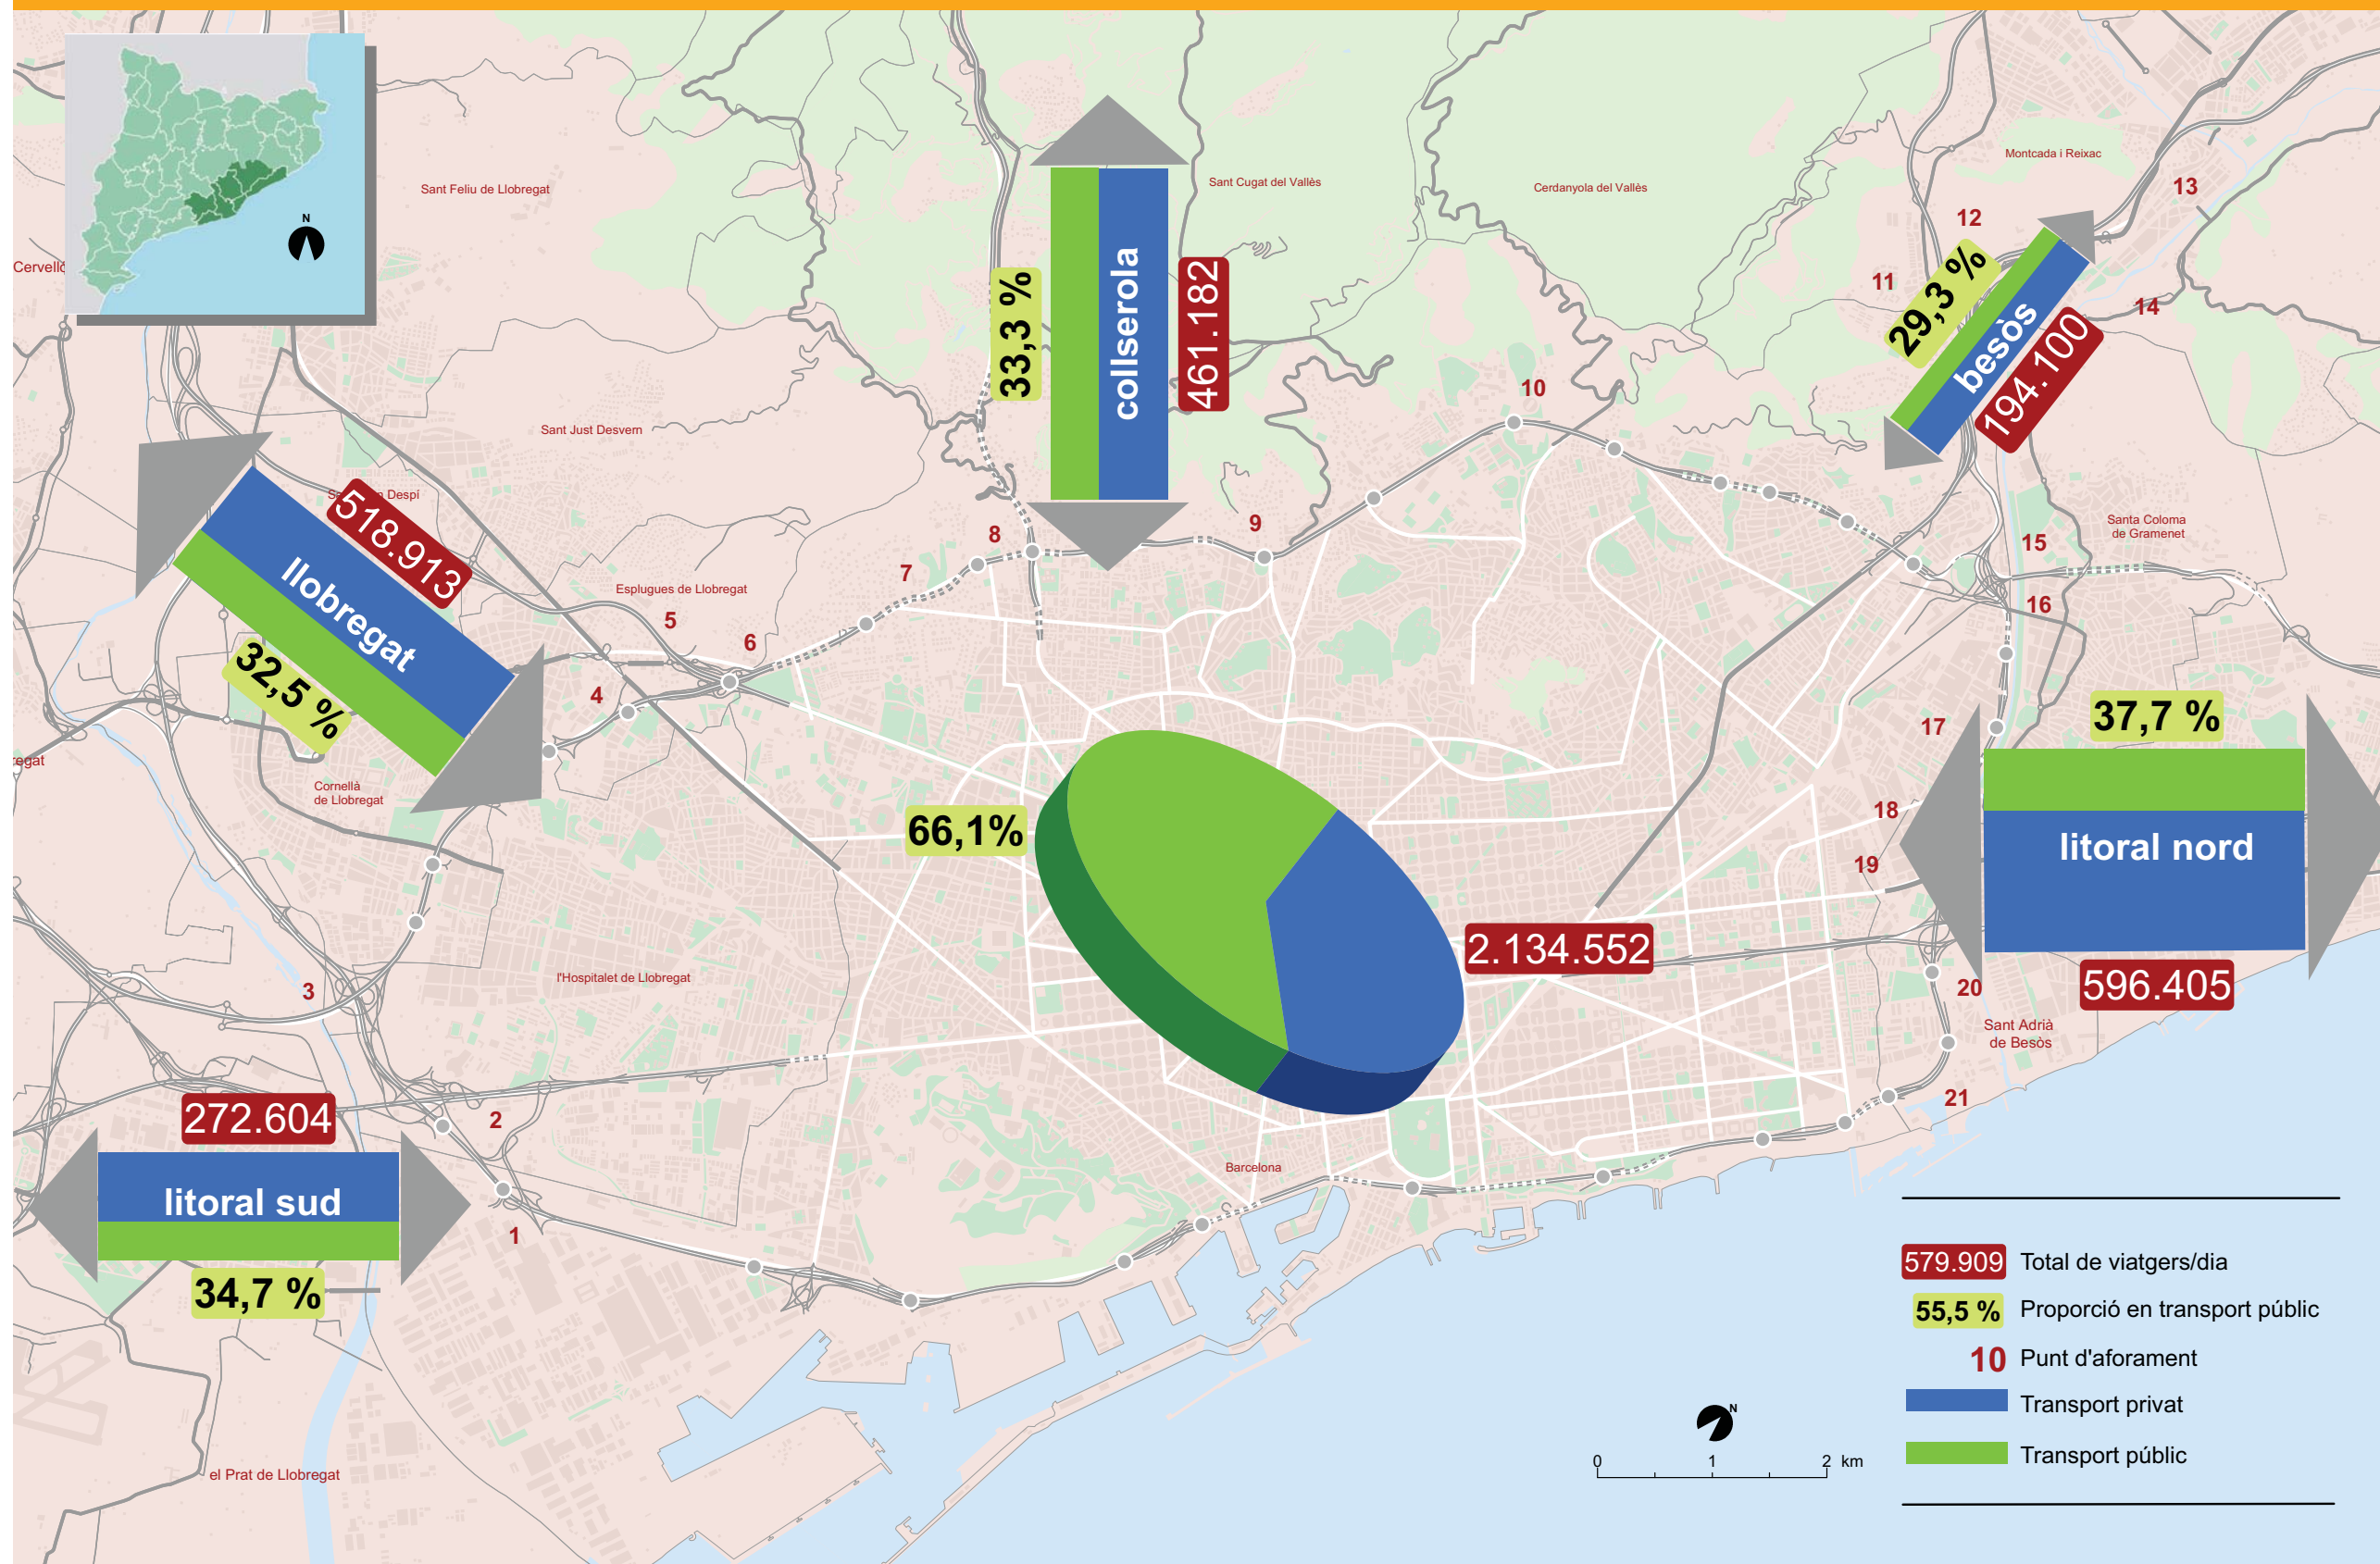 N
Montcada i Reixac
Sant Feliu de Llobregat
Sant Cugat del Vallès
Cerdanyola del Vallès
13
12
Cervelló
33,3 %
collserola
461.182
11
29,3 %
besòs
194.100
14
10
Sant Just Desvern
Despí
518.913
llobregat
32,5 %
8
9
7
Santa Coloma
de Gramenet
15
16
Esplugues de Llobregat
5
6
4
17
37,7 %
regat
Cornellà
de Llobregat
66,1%
18
litoral nord
19
2.134.552
596.405
l'Hospitalet de Llobregat
3
20
Sant Adrià
de Besòs
21
272.604
2
litoral sud
34,7 %
1
Barcelona
579.909 Total de viatgers/dia
55,5 % Proporció en transport públic
10 Punt d'aforament
Transport privat
Transport públic
N
0 1 2 km
el Prat de Llobregat